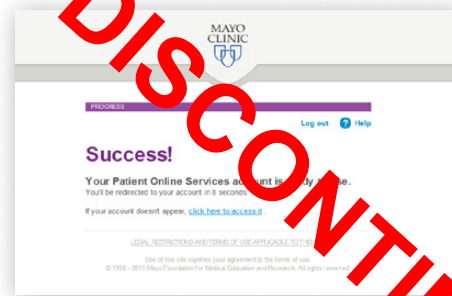 MAYO
CLINIC
PROGRESS
Log out ? Help
Success!
Your Patient Online Services account is ready to use.
You'll be redirected to your account in 8 seconds.
If your account doesn't appear, click here to access it.
LEGAL RESTRICTIONS AND TERMS OF USE APPLICABLE TO THIS
Use of this site signifies your agreement to the terms of use.
© 1998 - 2013 Mayo Foundation for Medical Education and Research. All rights reserved.
DISCONTI